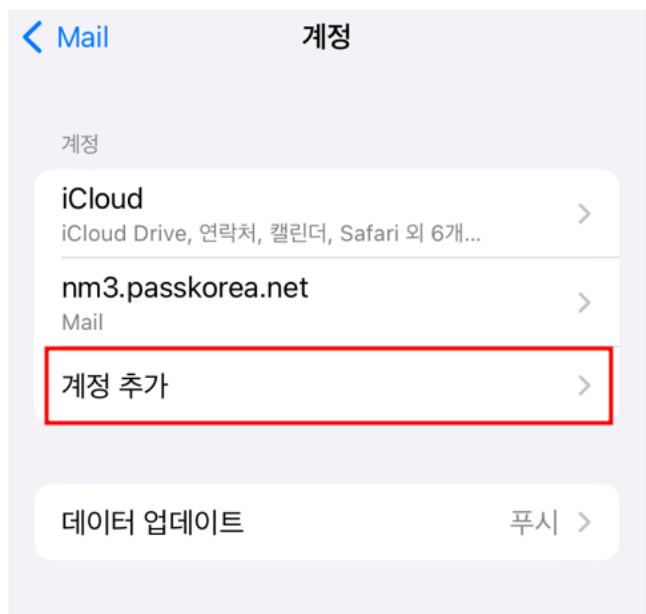 Mail
계정
계정
iCloud
iCloud Drive, 연락처, 캘린더, Safari 외 6개...
nm3.passkorea.net
Mail
계정 추가
데이터 업데이트
푸시